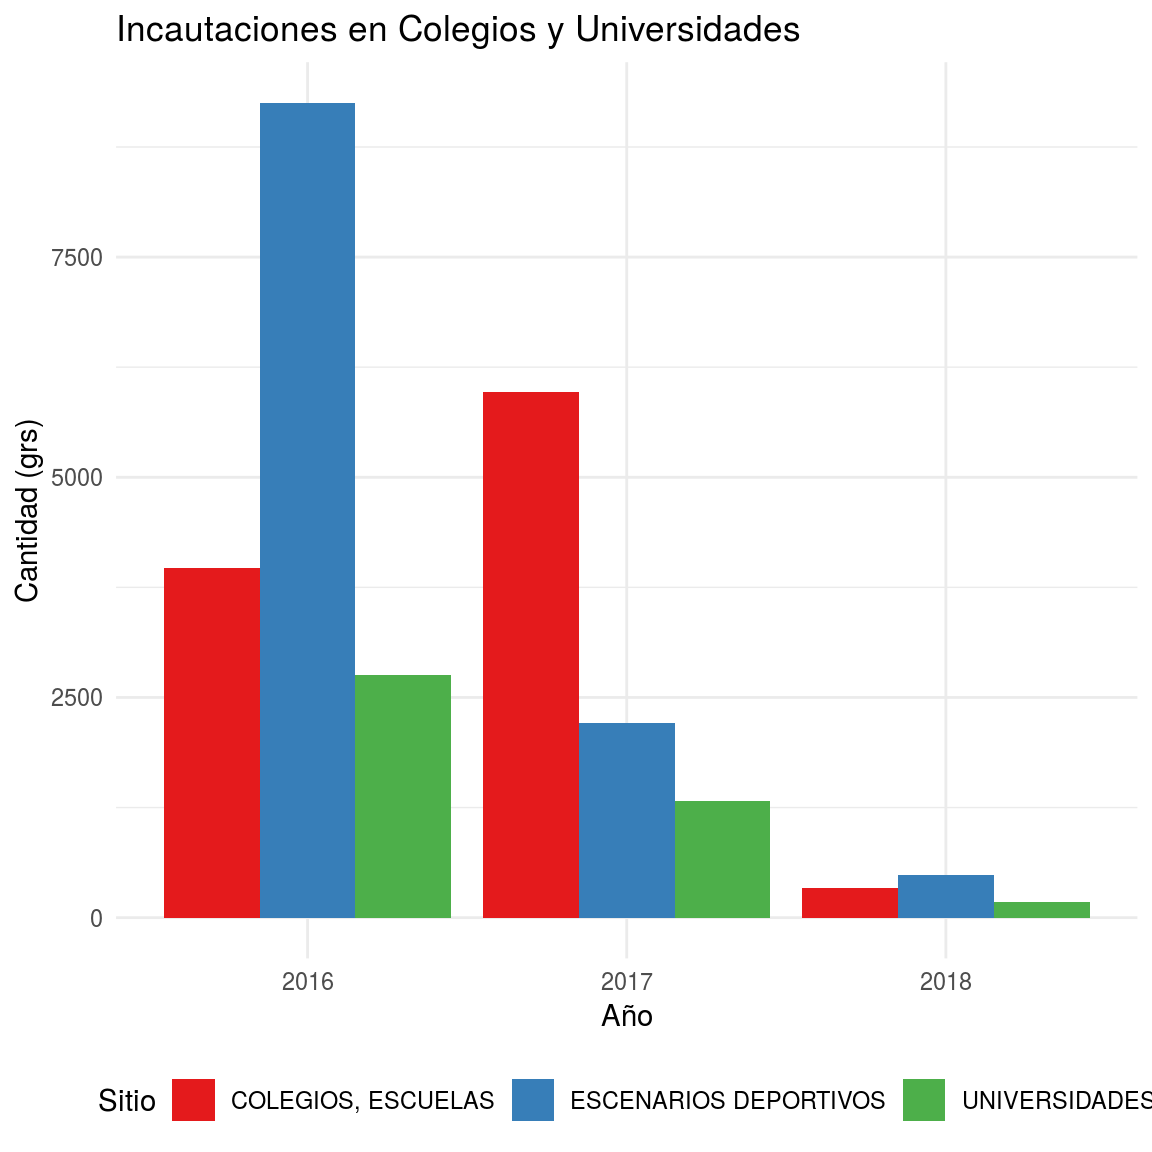 Incautaciones en Colegios y Universidades
Cantidad (grs)
7500
5000
2500
0
2016 2017 2018
Año
Sitio COLEGIOS, ESCUELAS ESCENARIOS DEPORTIVOS UNIVERSIDADES